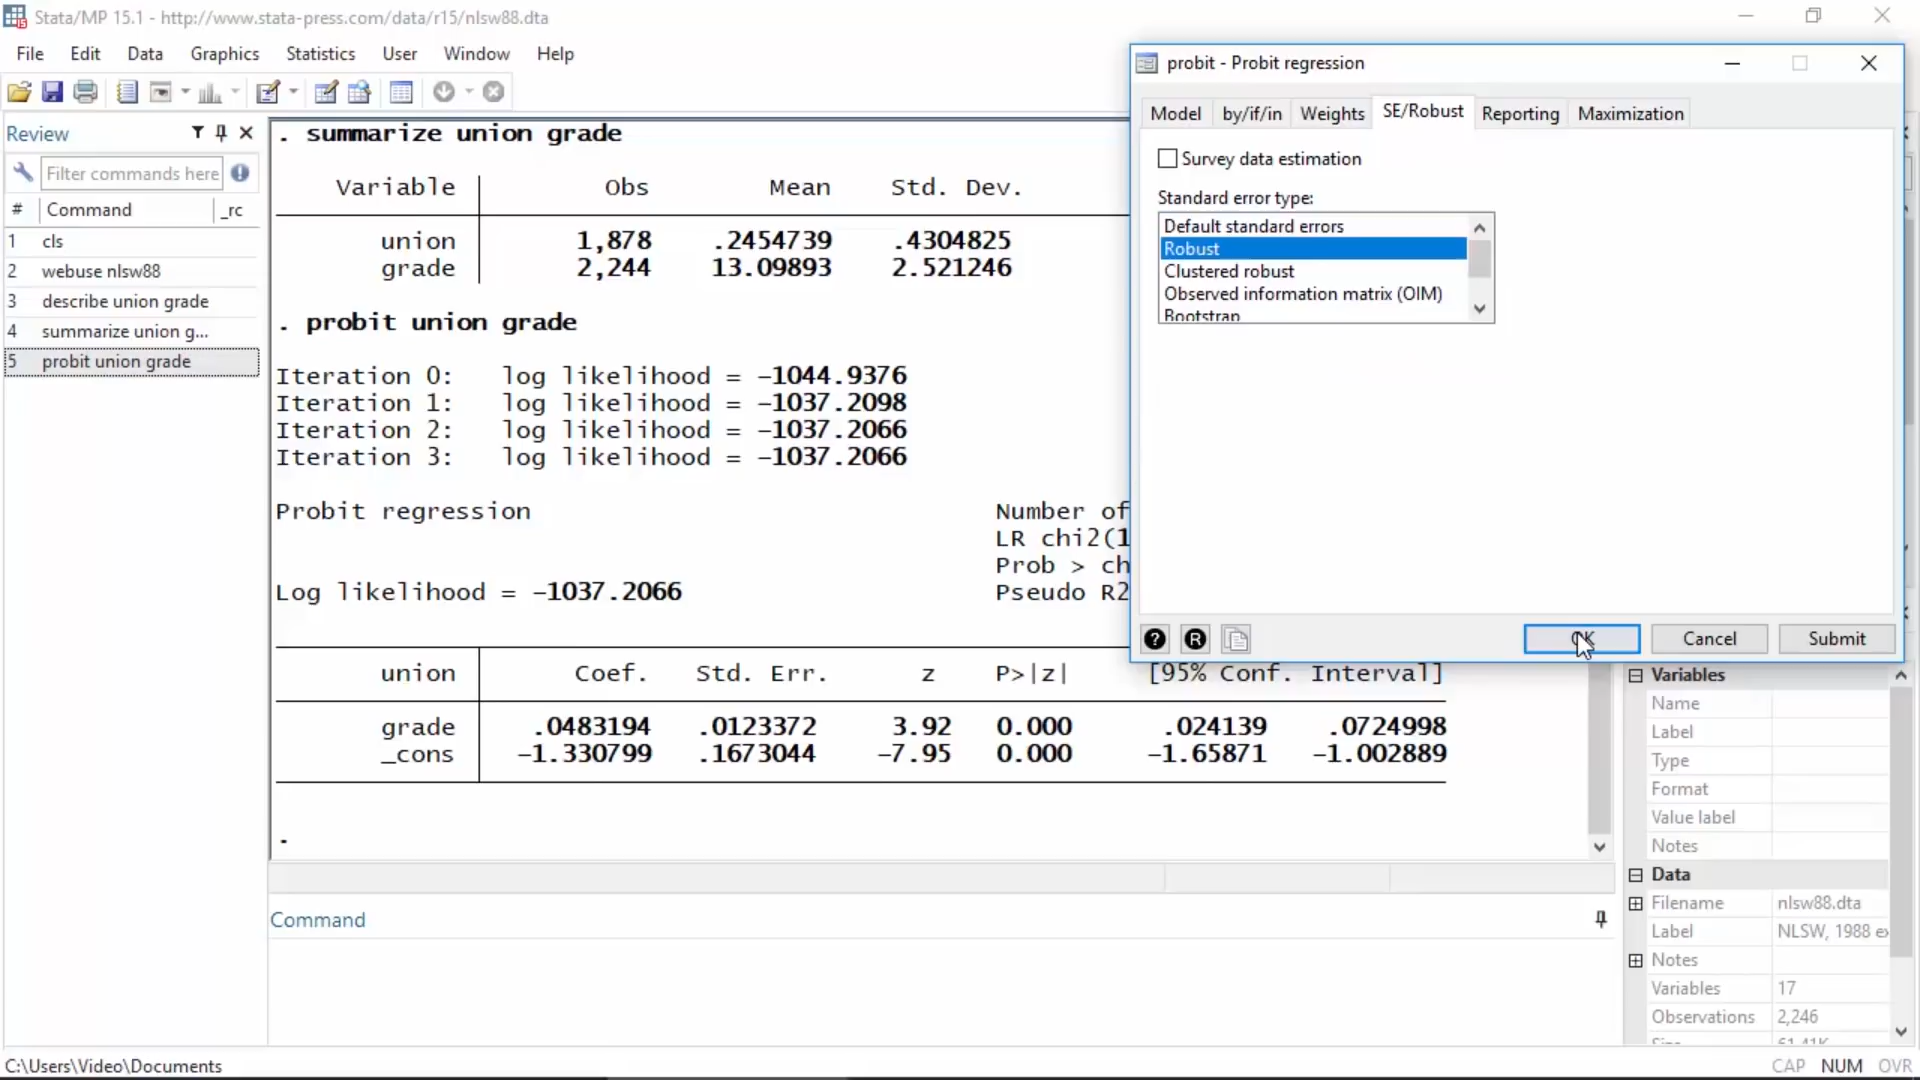 Stata/MP 15.1 - http://www.stata-press.com/data/r15/nlsw88.dta
File Edit Data Graphics Statistics User Window Help
Review
Filter commands here
# Command _rc
1 cls
2 webuse nlsw88
3 describe union grade
4 summarize union g...
5 probit union grade
. summarize union grade
Variable Obs Mean Std. Dev.
union 1,878 .2454739 .4304825
grade 2,244 13.09893 2.521246
. probit union grade
Iteration 0: log likelihood = -1044.9376
Iteration 1: log likelihood = -1037.2098
Iteration 2: log likelihood = -1037.2066
Iteration 3: log likelihood = -1037.2066
Probit regression Number of
LR chi2(1
Prob > ch
Log likelihood = -1037.2066 Pseudo R2
union Coef. Std. Err. z P>|z| [95% Conf. Interval]
grade .0483194 .0123372 3.92 0.000 .024139 .0724998
_cons -1.330799 .1673044 -7.95 0.000 -1.65871 -1.002889
.
Command
probit - Probit regression
Model by/if/in Weights SE/Robust Reporting Maximization
Survey data estimation
Standard error type:
Default standard errors
Robust
Clustered robust
Observed information matrix (OIM)
Bootstrap
? R OK Cancel Submit
Variables
Name
Label
Type
Format
Value label
Notes
Data
Filename nlsw88.dta
Label NLSW, 1988 ex
Notes
Variables 17
Observations 2,246
Size 61.41K
C:\Users\Video\Documents
CAP NUM OVR